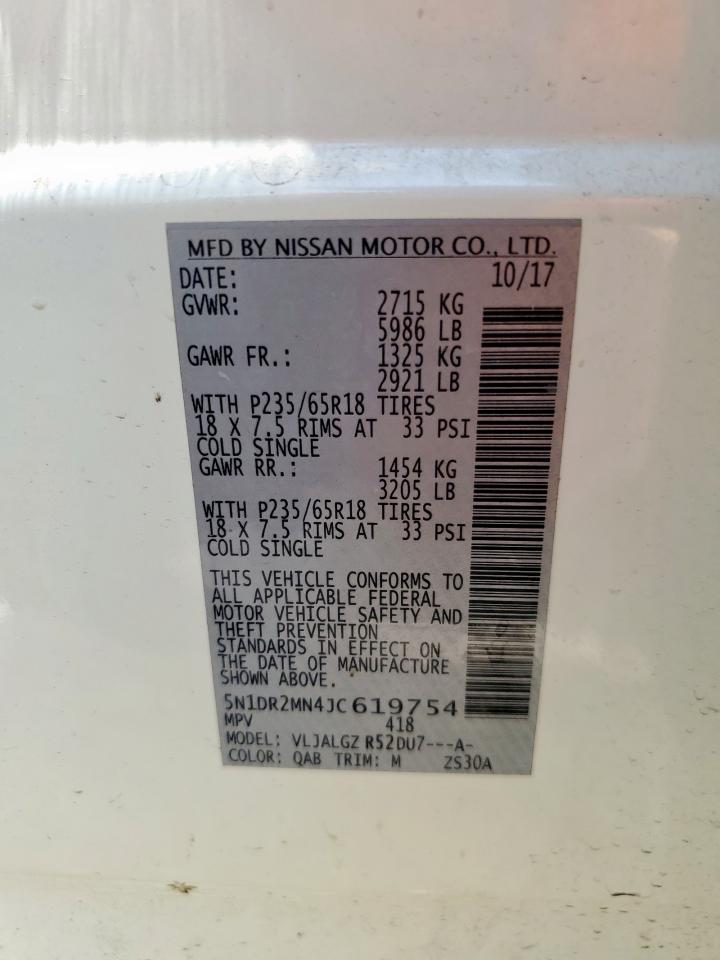 MFD BY NISSAN MOTOR CO., LTD.
DATE: 10/17
GVWR: 2715 KG
5986 LB
GAWR FR.: 1325 KG
2921 LB
WITH P235/65R18 TIRES
18 X 7.5 RIMS AT 33 PSI
COLD SINGLE
GAWR RR.: 1454 KG
3205 LB
WITH P235/65R18 TIRES
18 X 7.5 RIMS AT 33 PSI
COLD SINGLE
THIS VEHICLE CONFORMS TO
ALL APPLICABLE FEDERAL
MOTOR VEHICLE SAFETY AND
THEFT PREVENTION
STANDARDS IN EFFECT ON
THE DATE OF MANUFACTURE
SHOWN ABOVE.
5N1DR2MN4JC619754
MPV 418
MODEL: VLJALGZ R52DU7---A-
COLOR: QAB TRIM: M ZS30A